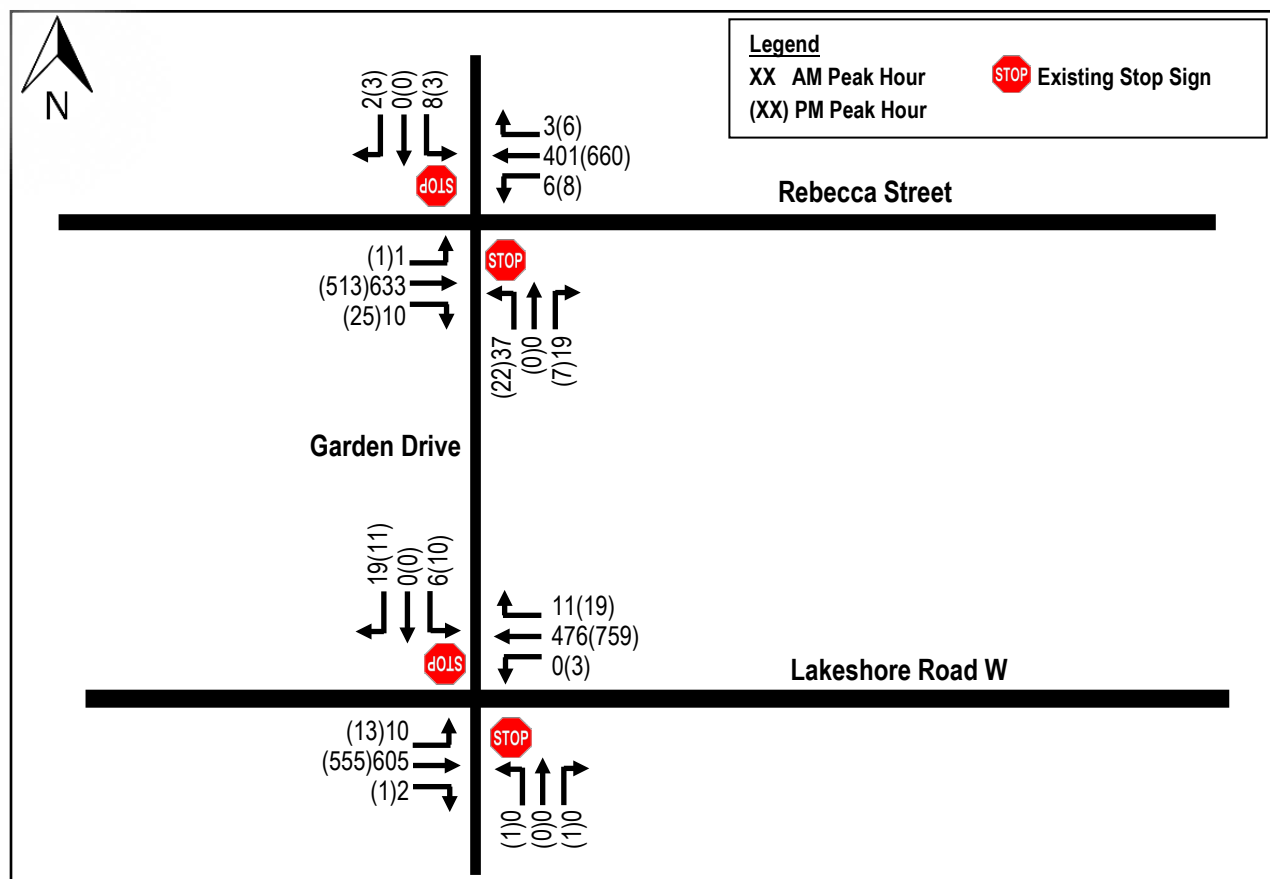 Legend
XX AM Peak Hour
STOP Existing Stop Sign
(XX) PM Peak Hour
N
2(3)
0(0)
8(3)
3(6)
401(660)
6(8)
STOP
Rebecca Street
(1)1
(513)633
(25)10
STOP
(22)37
(0)0
(7)19
Garden Drive
19(11)
0(0)
6(10)
11(19)
476(759)
0(3)
STOP
Lakeshore Road W
(13)10
(555)605
(1)2
STOP
(1)0
(0)0
(1)0